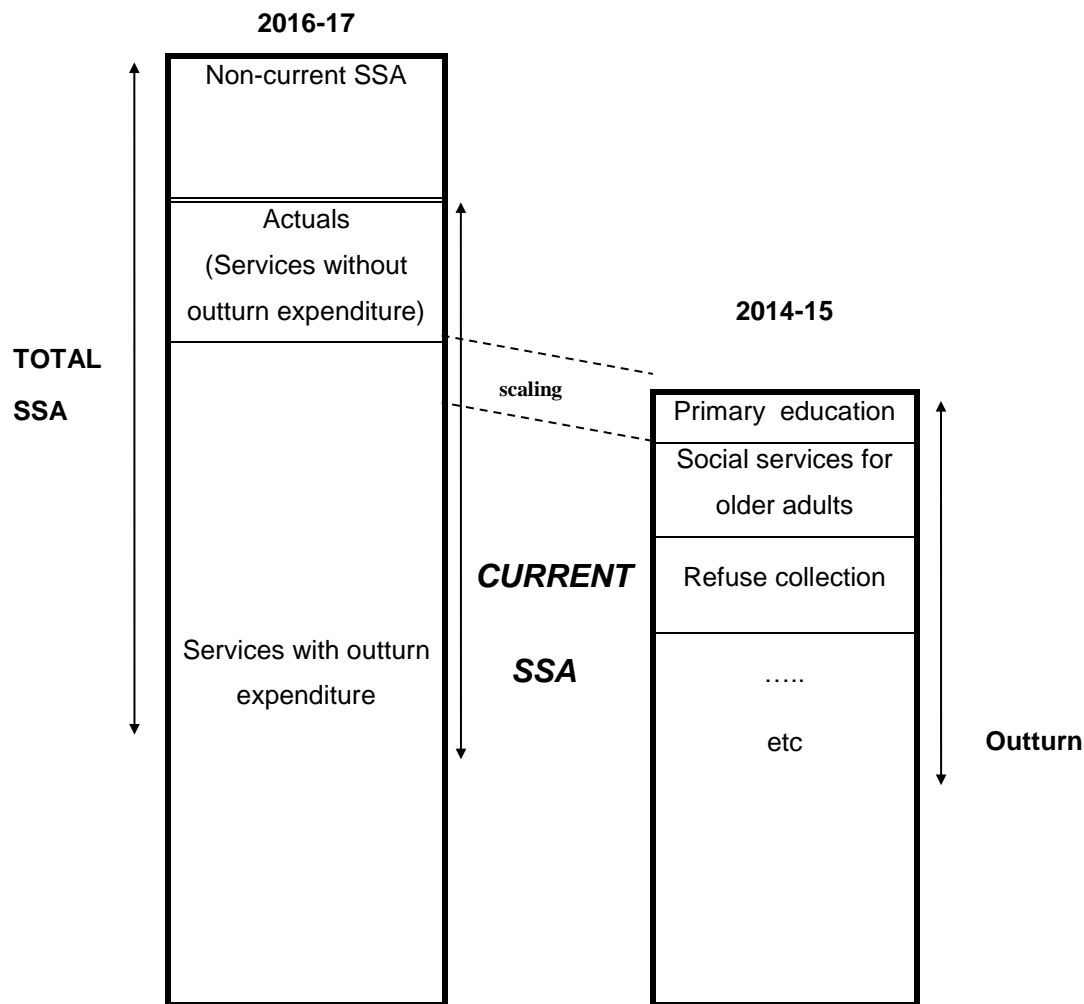 2016-17
Non-current SSA
Actuals
(Services without
outturn expenditure)
2014-15
TOTAL
SSA
scaling
Primary education
Social services for
older adults
CURRENT
Refuse collection
Services with outturn
expenditure
SSA
…..
etc
Outturn